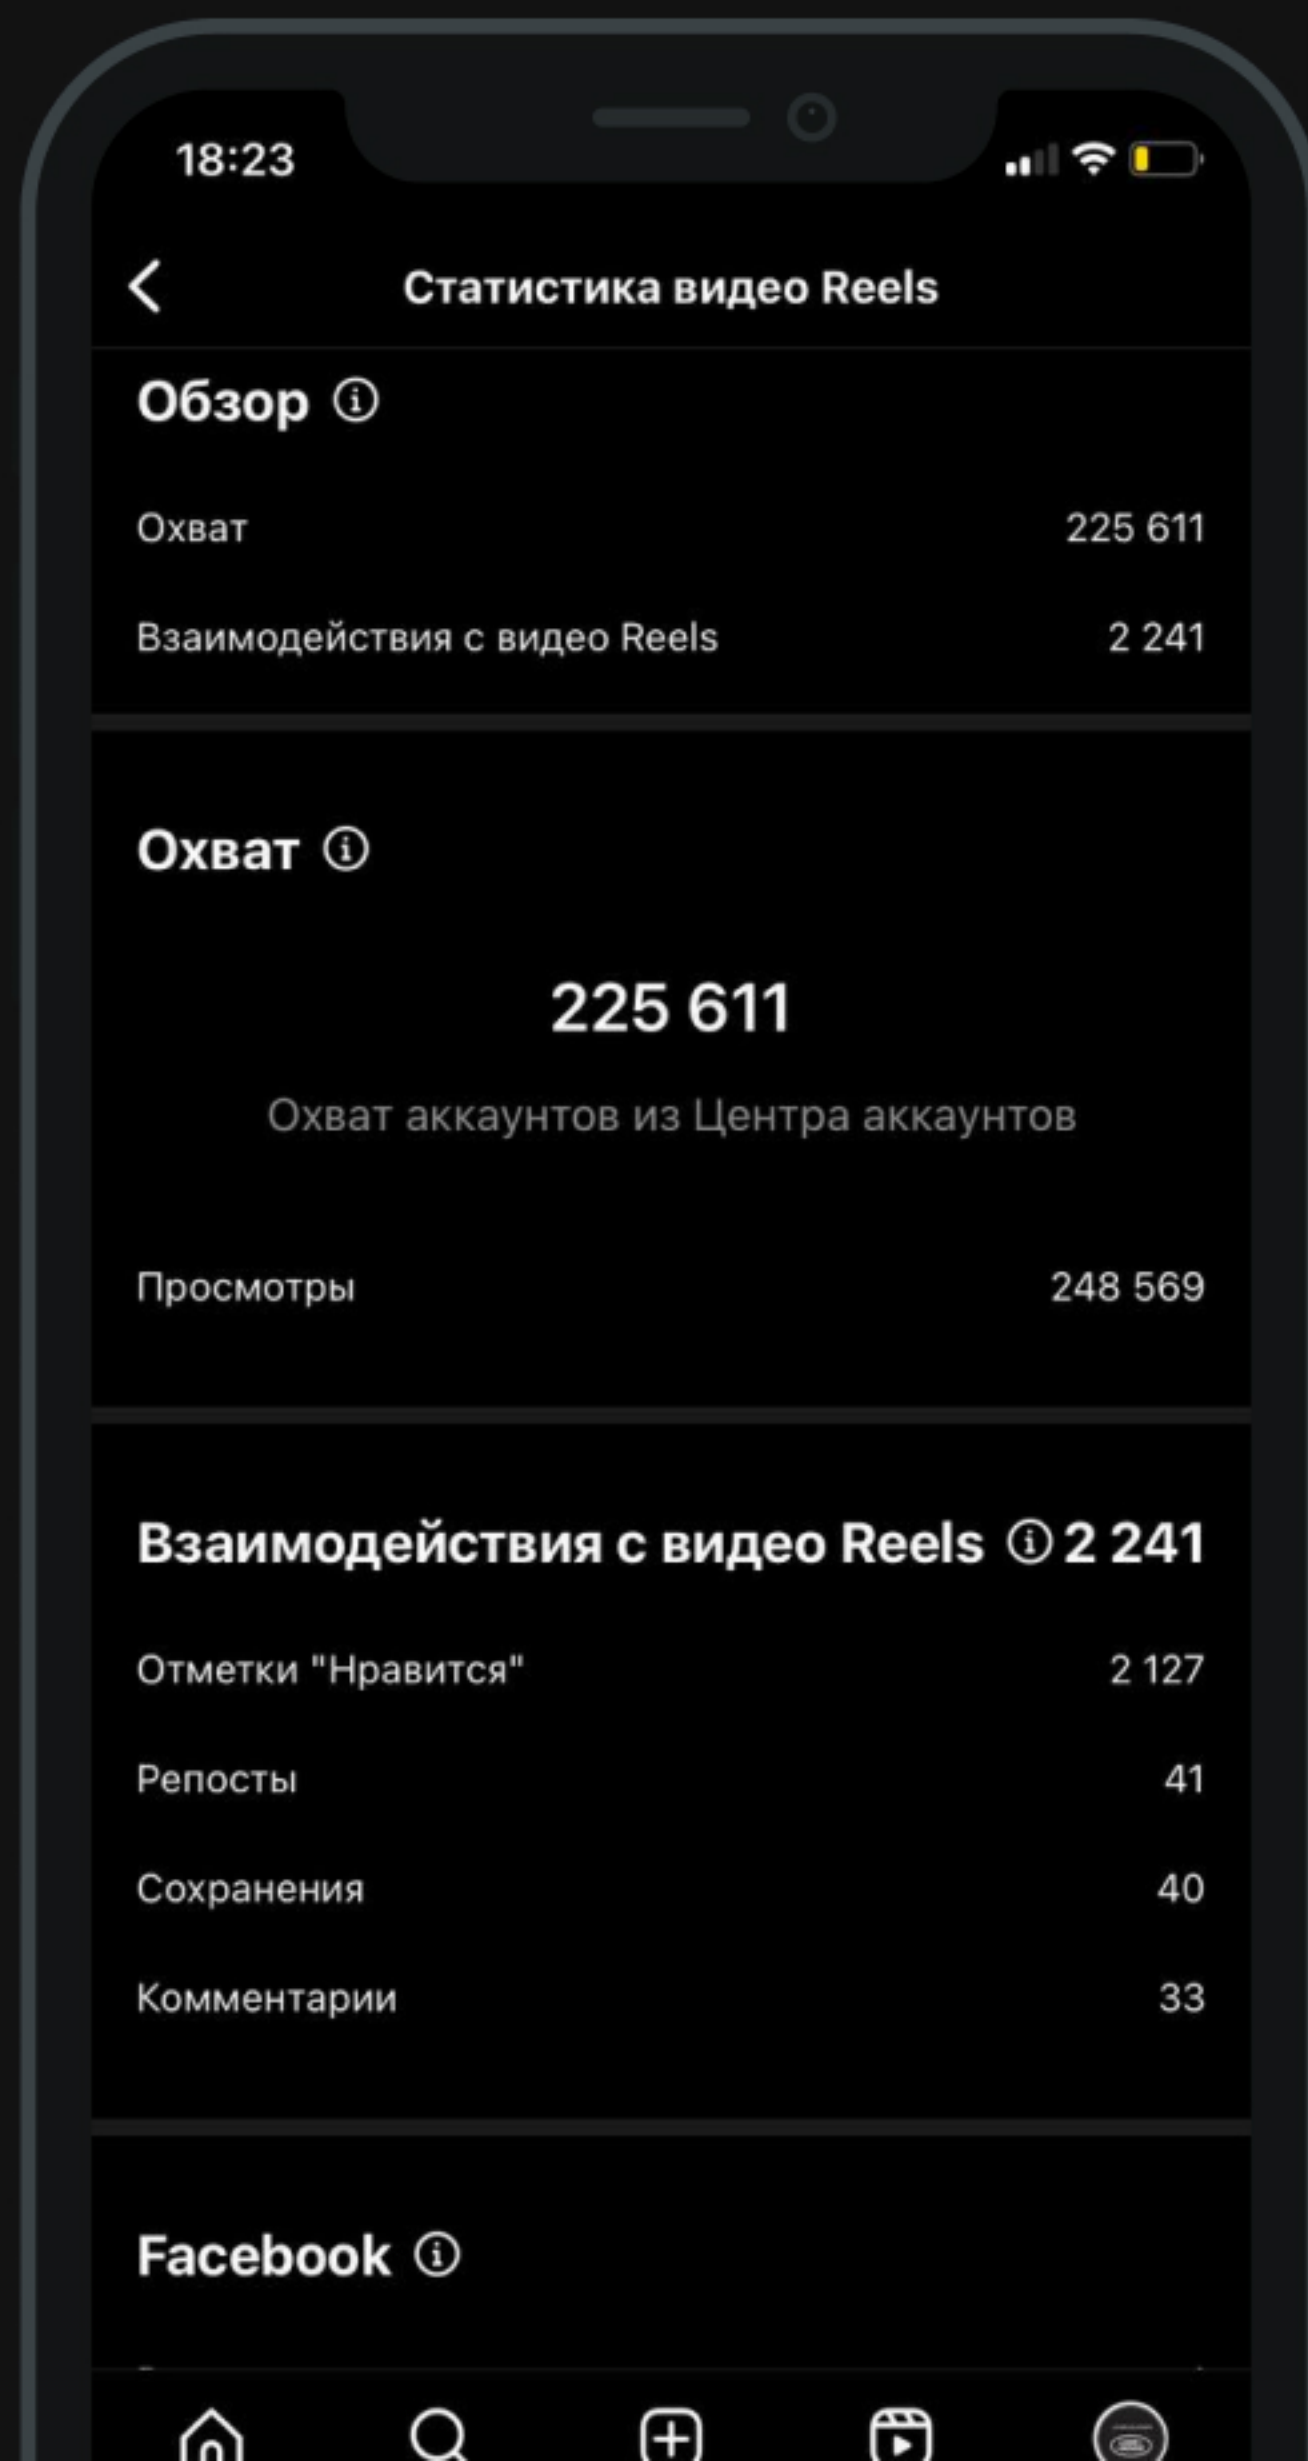 18:23
Статистика видео Reels
Обзор
Охват 225 611
Взаимодействия с видео Reels 2 241
Охват
225 611
Охват аккаунтов из Центра аккаунтов
Просмотры 248 569
Взаимодействия с видео Reels 2 241
Отметки "Нравится" 2 127
Репосты 41
Сохранения 40
Комментарии 33
Facebook